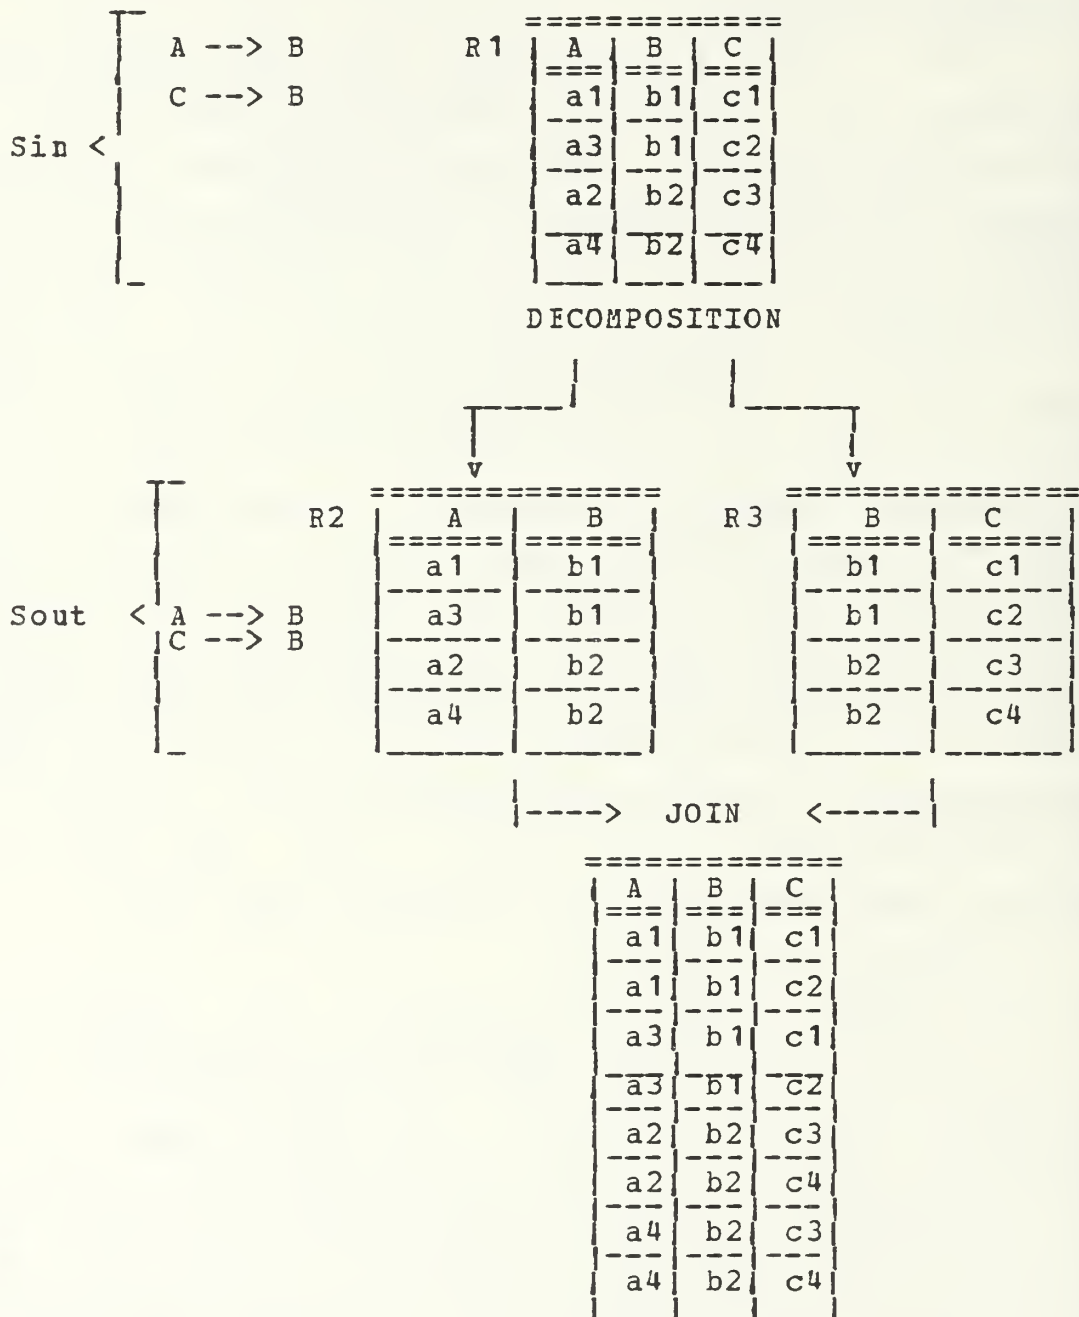 A --> B R1 | A | B | C |
C --> B | a1 | b1 | c1 |
Sin < | a3 | b1 | c2 |
| a2 | b2 | c3 |
| a4 | b2 | c4 |
DECOMPOSITION
R2 | A | B | R3 | B | C |
| a1 | b1 | | b1 | c1 |
Sout < A --> B | a3 | b1 | | b1 | c2 |
C --> B
| a2 | b2 | | b2 | c3 |
| a4 | b2 | | b2 | c4 |
|----> JOIN <-----|
| A | B | C |
| a1 | b1 | c1 |
| a1 | b1 | c2 |
| a3 | b1 | c1 |
| a3 | b1 | c2 |
| a2 | b2 | c3 |
| a2 | b2 | c4 |
| a4 | b2 | c3 |
| a4 | b2 | c4 |